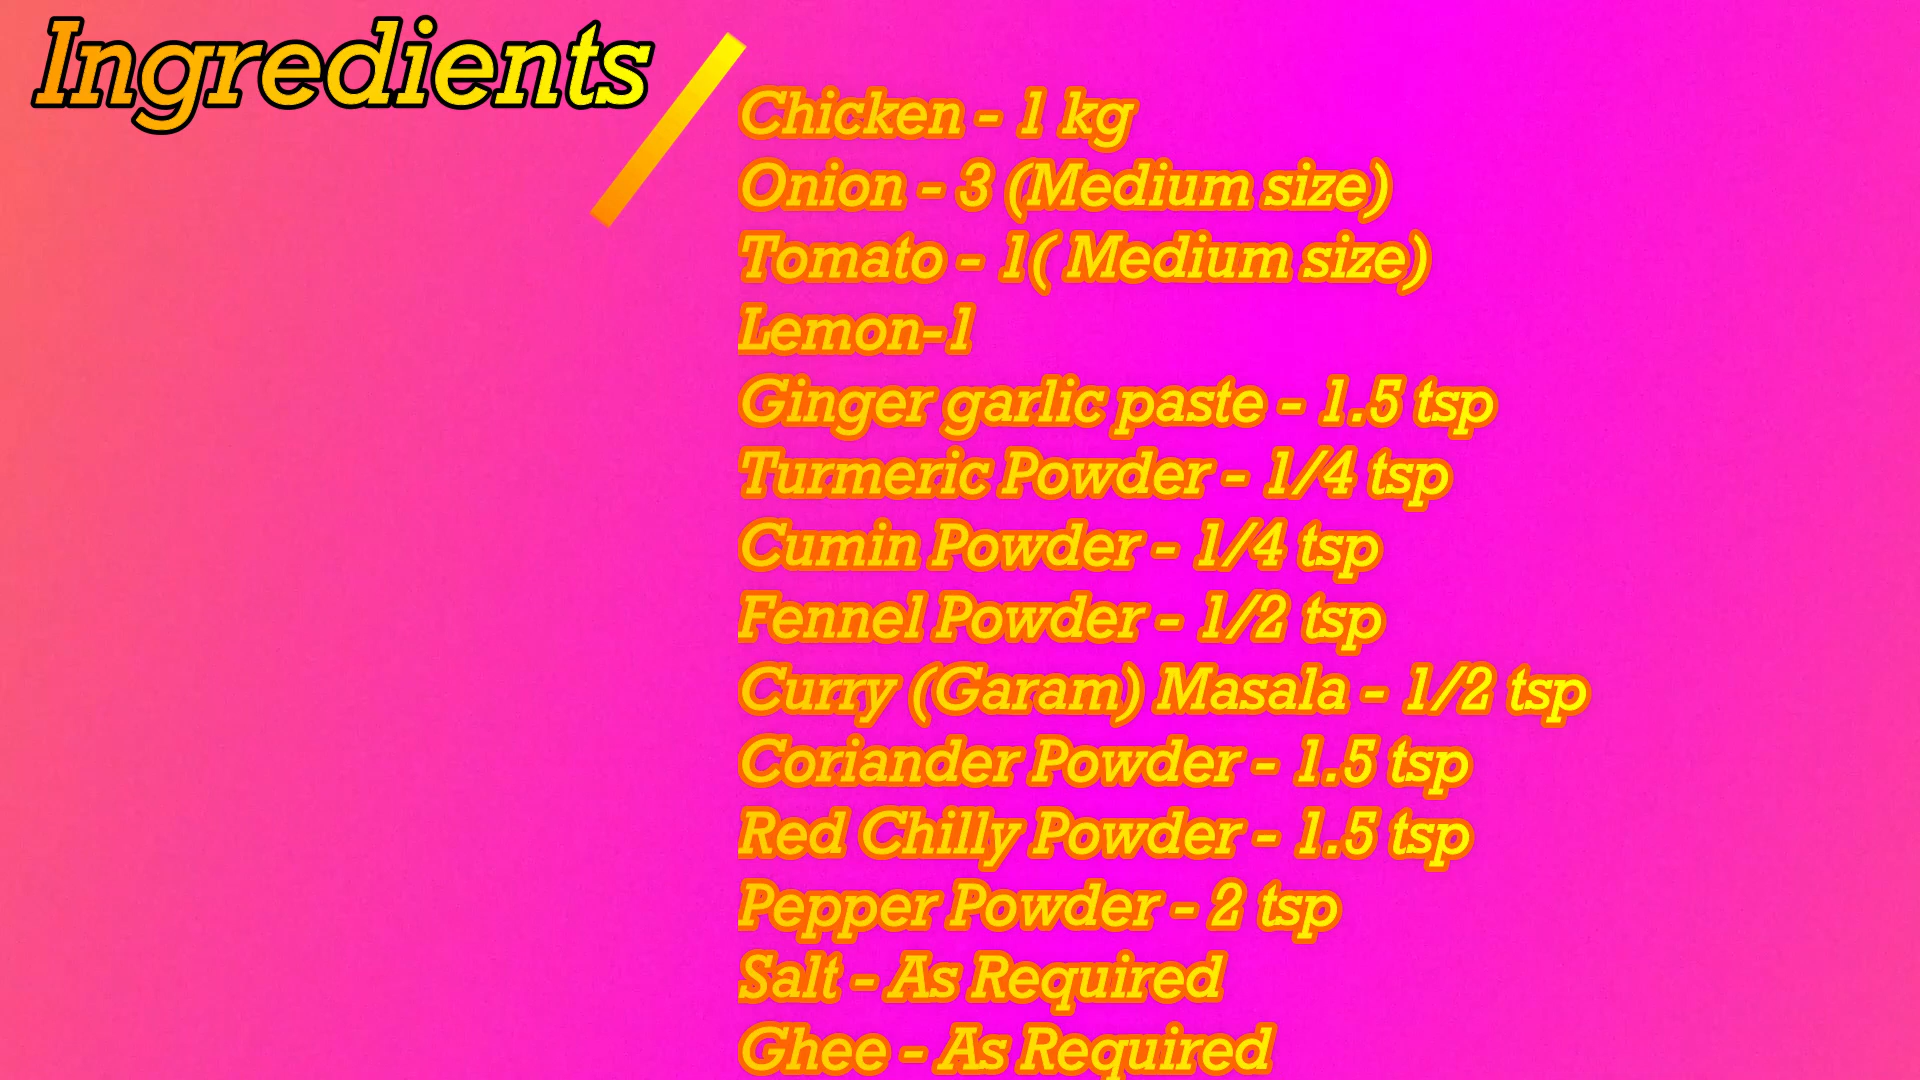 Ingredients
Chicken - 1 kg
Onion - 3 (Medium size)
Tomato - 1( Medium size)
Lemon-1
Ginger garlic paste - 1.5 tsp
Turmeric Powder - 1/4 tsp
Cumin Powder - 1/4 tsp
Fennel Powder - 1/2 tsp
Curry (Garam) Masala - 1/2 tsp
Coriander Powder - 1.5 tsp
Red Chilly Powder - 1.5 tsp
Pepper Powder - 2 tsp
Salt - As Required
Ghee - As Required